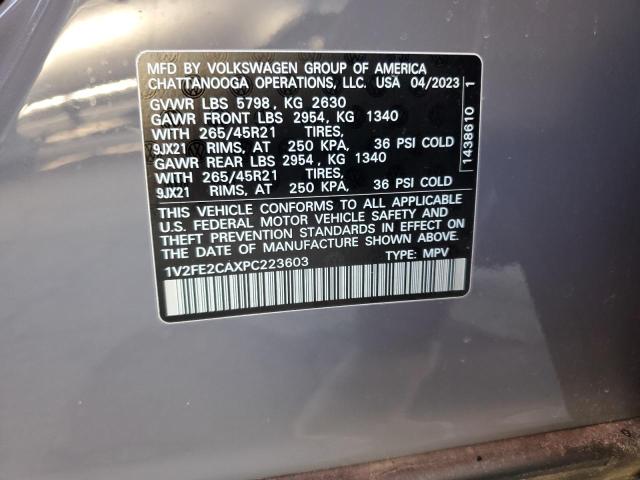 MFD BY VOLKSWAGEN GROUP OF AMERICA
CHATTANOOGA OPERATIONS, LLC. USA 04/2023
GVWR LBS 5798, KG 2630
GAWR FRONT LBS 2954, KG 1340
WITH 265/45R21 TIRES,
9JX21 RIMS, AT 250 KPA, 36 PSI COLD
GAWR REAR LBS 2954, KG 1340
WITH 265/45R21 TIRES,
9JX21 RIMS, AT 250 KPA, 36 PSI COLD
THIS VEHICLE CONFORMS TO ALL APPLICABLE
U.S. FEDERAL MOTOR VEHICLE SAFETY AND
THEFT PREVENTION STANDARDS IN EFFECT ON
THE DATE OF MANUFACTURE SHOWN ABOVE.
1V2FE2CAXPC223603 TYPE: MPV
1438610 1